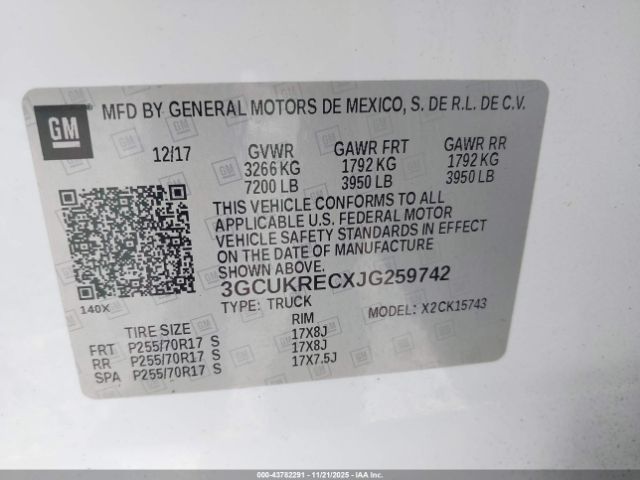 GM MFD BY GENERAL MOTORS DE MEXICO, S. DE R.L. DE C.V.
12/17 GVWR GAWR FRT GAWR RR
3266 KG 1792 KG 1792 KG
7200 LB 3950 LB 3950 LB
THIS VEHICLE CONFORMS TO ALL
APPLICABLE U.S. FEDERAL MOTOR
VEHICLE SAFETY STANDARDS IN EFFECT
ON THE DATE OF MANUFACTURE
SHOWN ABOVE.
3GCUKRECXJG259742
140X TYPE: TRUCK MODEL: X2CK15743
TIRE SIZE RIM
FRT P255/70R17 S 17X8J
RR P255/70R17 S 17X8J
SPA P255/70R17 S 17X7.5J
000-43782291 - 11/21/2025 - IAAI.COM